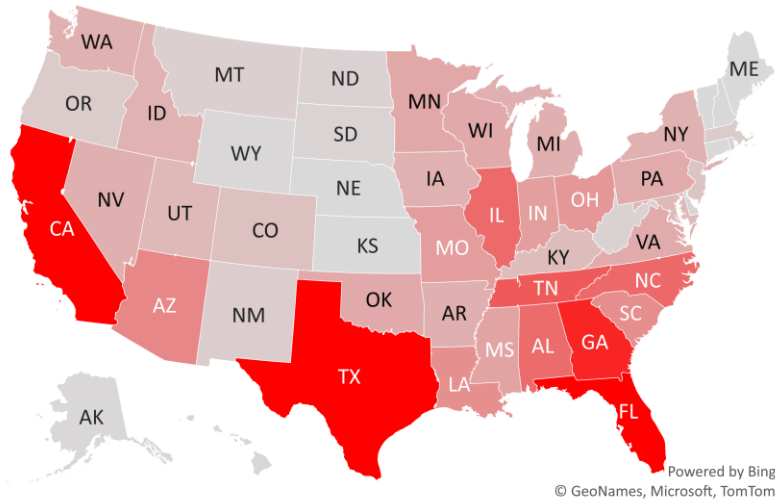 WA
MT
ND
ME
OR
ID
MN
SD
WI
NY
WY
MI
IA
PA
NE
NV
UT
CO
IL
IN
OH
CA
KS
MO
KY
VA
AZ
NM
OK
AR
TN
NC
SC
MS
AL
GA
TX
LA
AK
FL
Powered by Bing
© GeoNames, Microsoft, TomTom